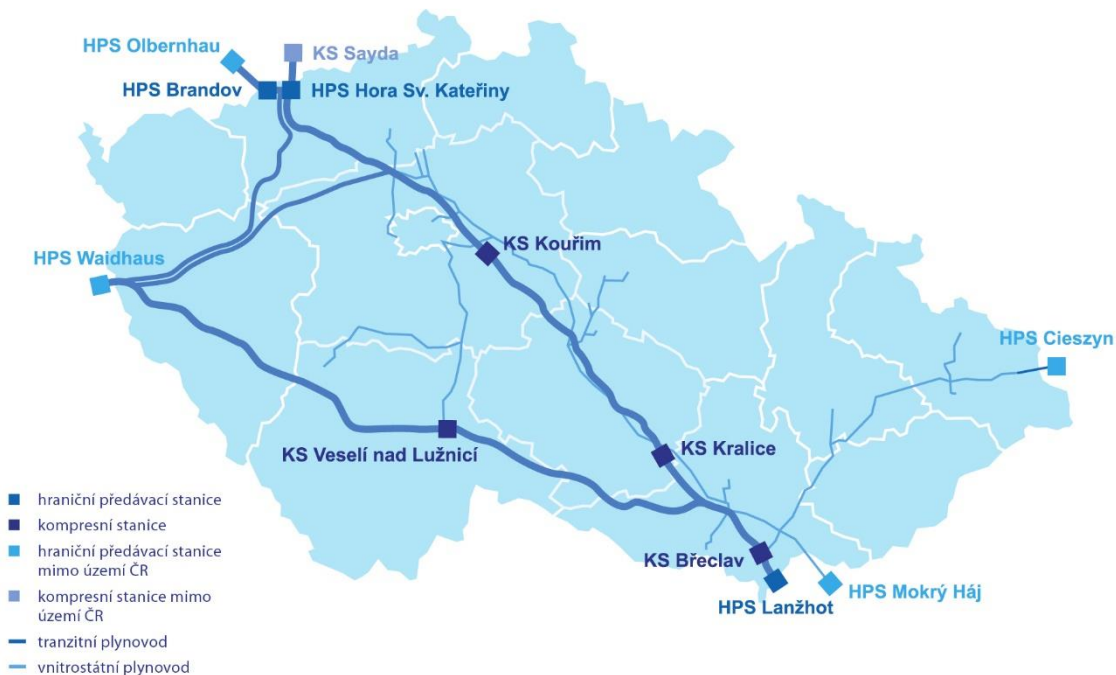 HPS Olbernhau
KS Sayda
HPS Brandov
HPS Hora Sv. Kateřiny
KS Kouřim
HPS Waidhaus
HPS Cieszyn
KS Veselí nad Lužnicí
KS Kralice
KS Břeclav
HPS Mokrý Háj
HPS Lanžhot
hraniční předávací stanice
kompresní stanice
hraniční předávací stanice
mimo území ČR
kompresní stanice mimo
území ČR
tranzitní plynovod
vnitrostátní plynovod